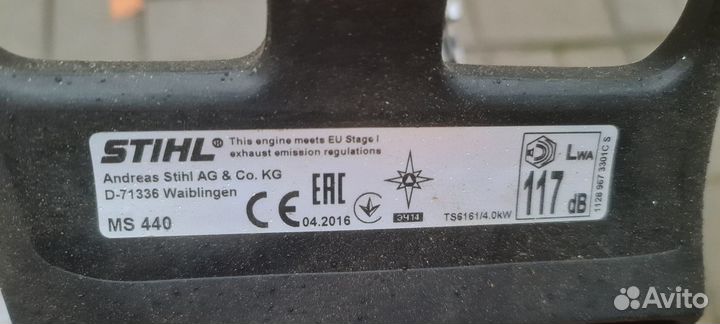 STIHL®
This engine meets EU Stage I
exhaust emission regulations
Andreas Stihl AG & Co. KG
D-71336 Waiblingen
MS 440
CE
EAC
04.2016
ЭЧ14
TS6161/4.0kW
LWA
117 dB
1128 967 3301C S
Avito